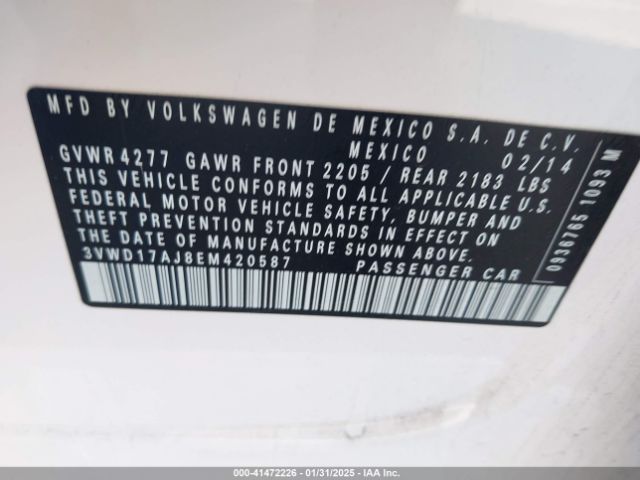 MFD BY VOLKSWAGEN DE MEXICO S.A. DE C.V.
MEXICO 02/14
GVWR 4277 GAWR FRONT 2205 / REAR 2183 LBS
THIS VEHICLE CONFORMS TO ALL APPLICABLE U.S.
FEDERAL MOTOR VEHICLE SAFETY, BUMPER AND
THEFT PREVENTION STANDARDS IN EFFECT ON
THE DATE OF MANUFACTURE SHOWN ABOVE.
3VWD17AJ8EM420587 PASSENGER CAR
0936765 1093 M
000-41472226 - 01/31/2025 - IAA Inc.